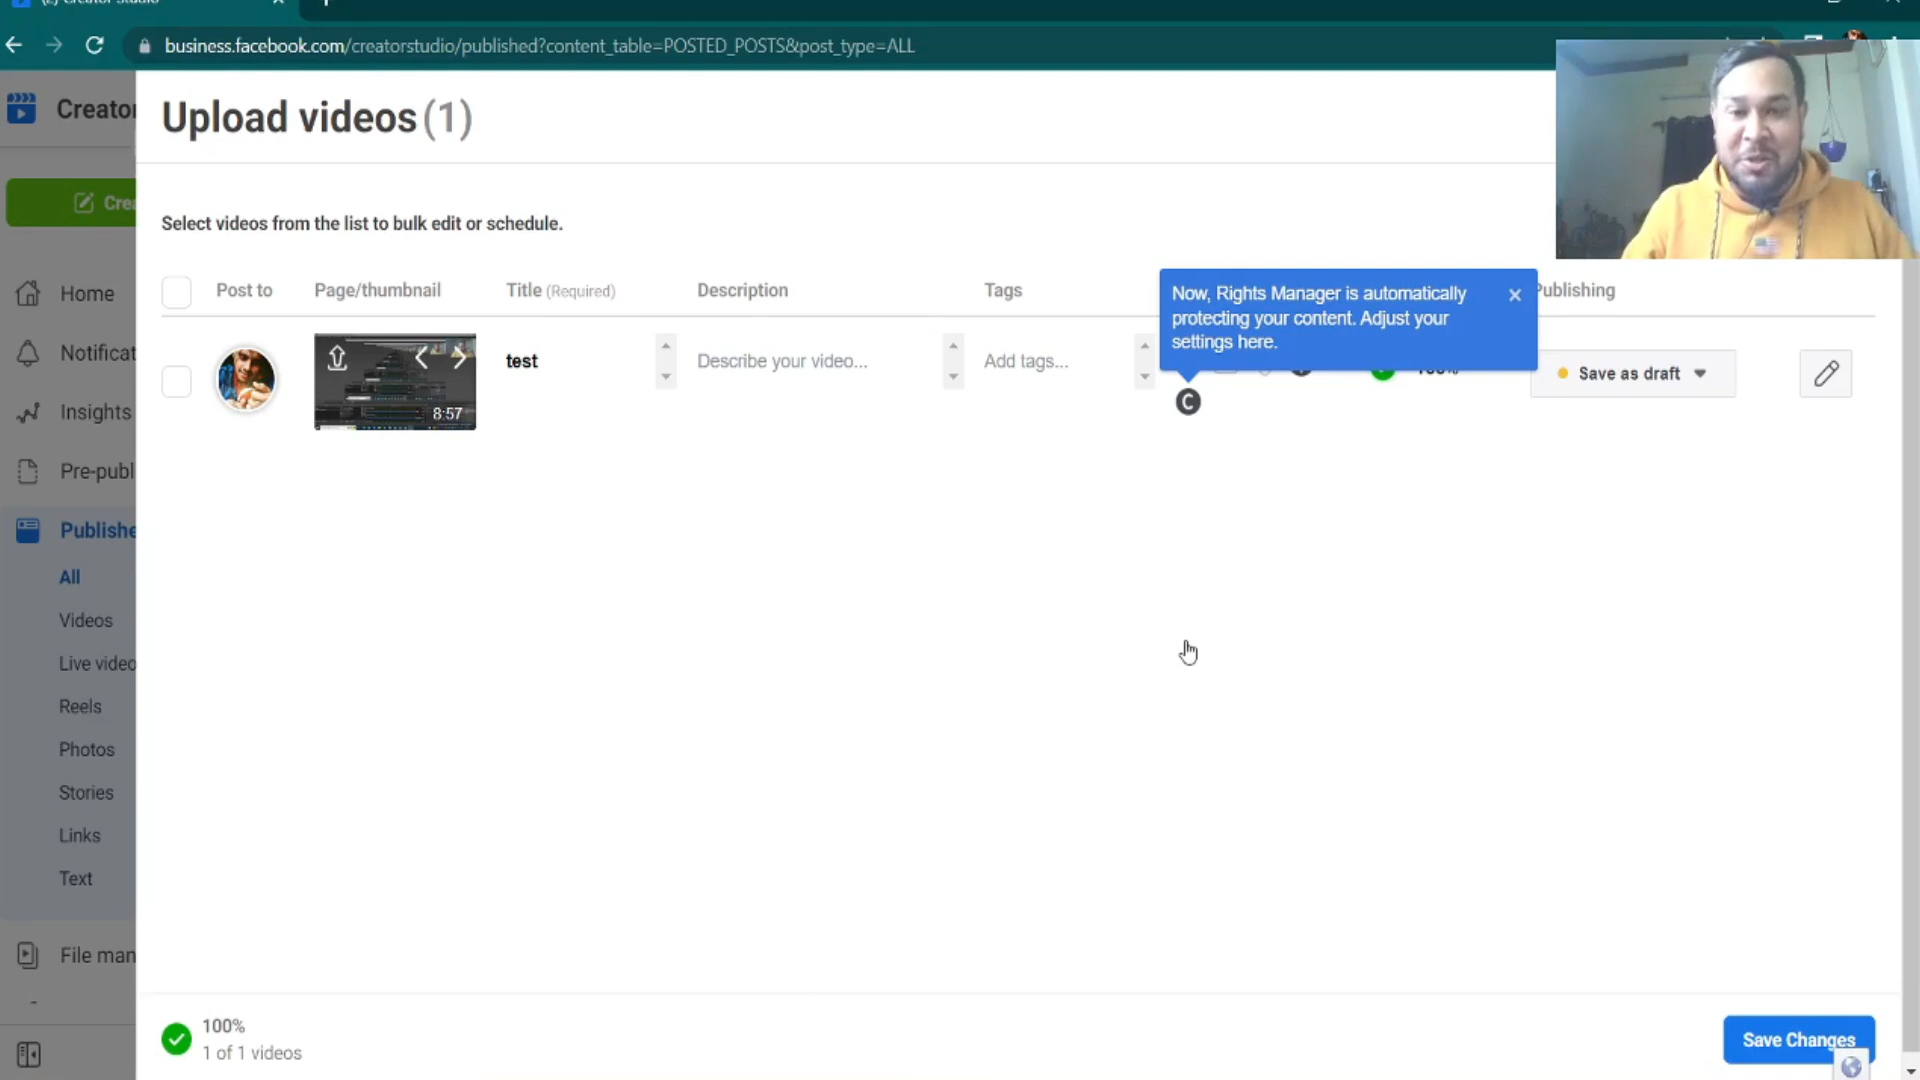 business.facebook.com/creatorstudio/published?content_table=POSTED_POSTS&post_type=ALL
Creator
Upload videos (1)
Select videos from the list to bulk edit or schedule.
Post to
Page/thumbnail
Title (Required)
Description
Tags
Publishing
Now, Rights Manager is automatically
protecting your content. Adjust your
settings here.
8:57
test
Describe your video...
Add tags...
Save as draft
C
Home
Notificat
Insights
Pre-publ
Publishe
All
Videos
Live video
Reels
Photos
Stories
Links
Text
File man
100%
1 of 1 videos
Save Changes